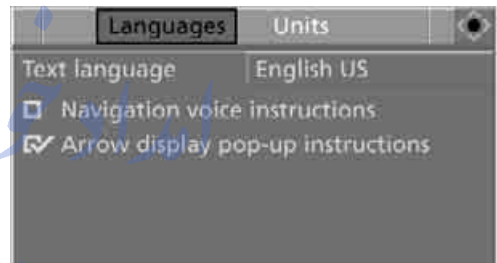 Languages Units
Text language English US
Navigation voice instructions
Arrow display pop-up instructions